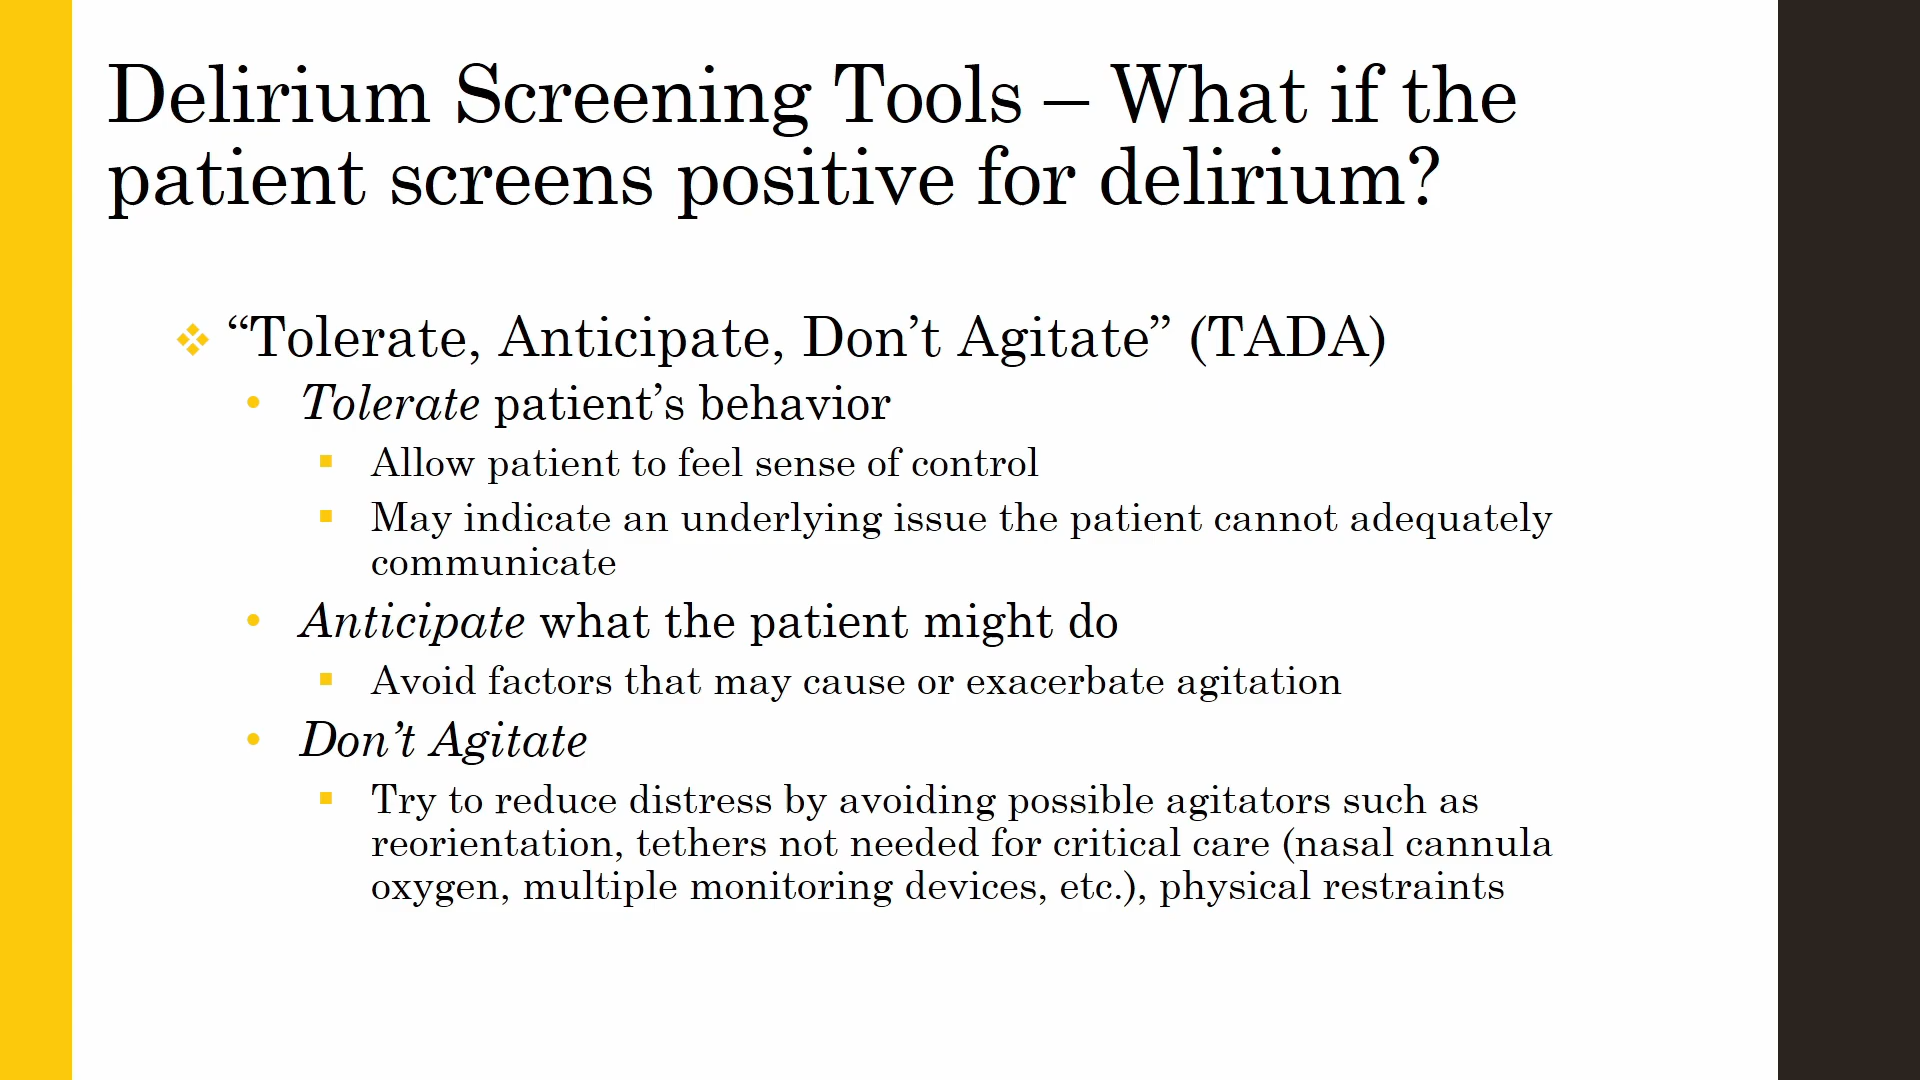 Delirium Screening Tools – What if the
patient screens positive for delirium?
“Tolerate, Anticipate, Don’t Agitate” (TADA)
Tolerate patient’s behavior
Allow patient to feel sense of control
May indicate an underlying issue the patient cannot adequately
communicate
Anticipate what the patient might do
Avoid factors that may cause or exacerbate agitation
Don’t Agitate
Try to reduce distress by avoiding possible agitators such as
reorientation, tethers not needed for critical care (nasal cannula
oxygen, multiple monitoring devices, etc.), physical restraints